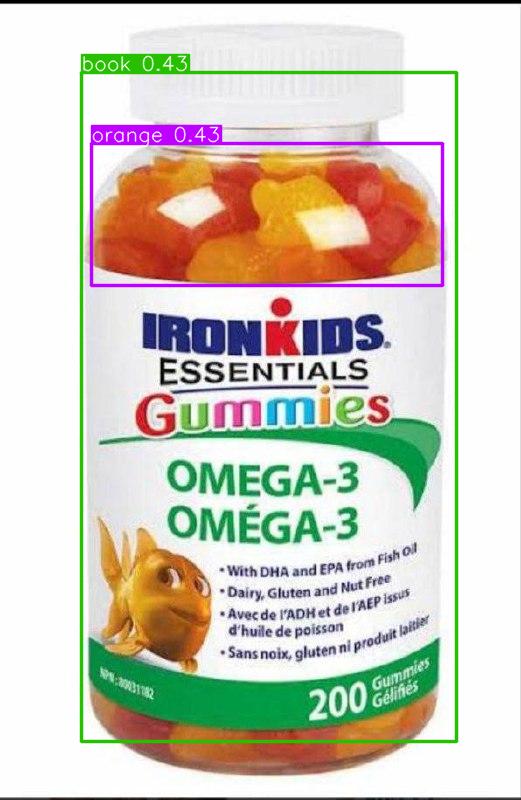 book 0.43
orange 0.43
IRONKIDS®
ESSENTIALS
Gummies
OMEGA-3
OMÉGA-3
• With DHA and EPA from Fish Oil
• Dairy, Gluten and Nut Free
• Avec de l'ADH et de l'AEP issus
d'huile de poisson
• Sans noix, gluten ni produit laitier
NPN: 80031182
200 Gummies
Gélifiés